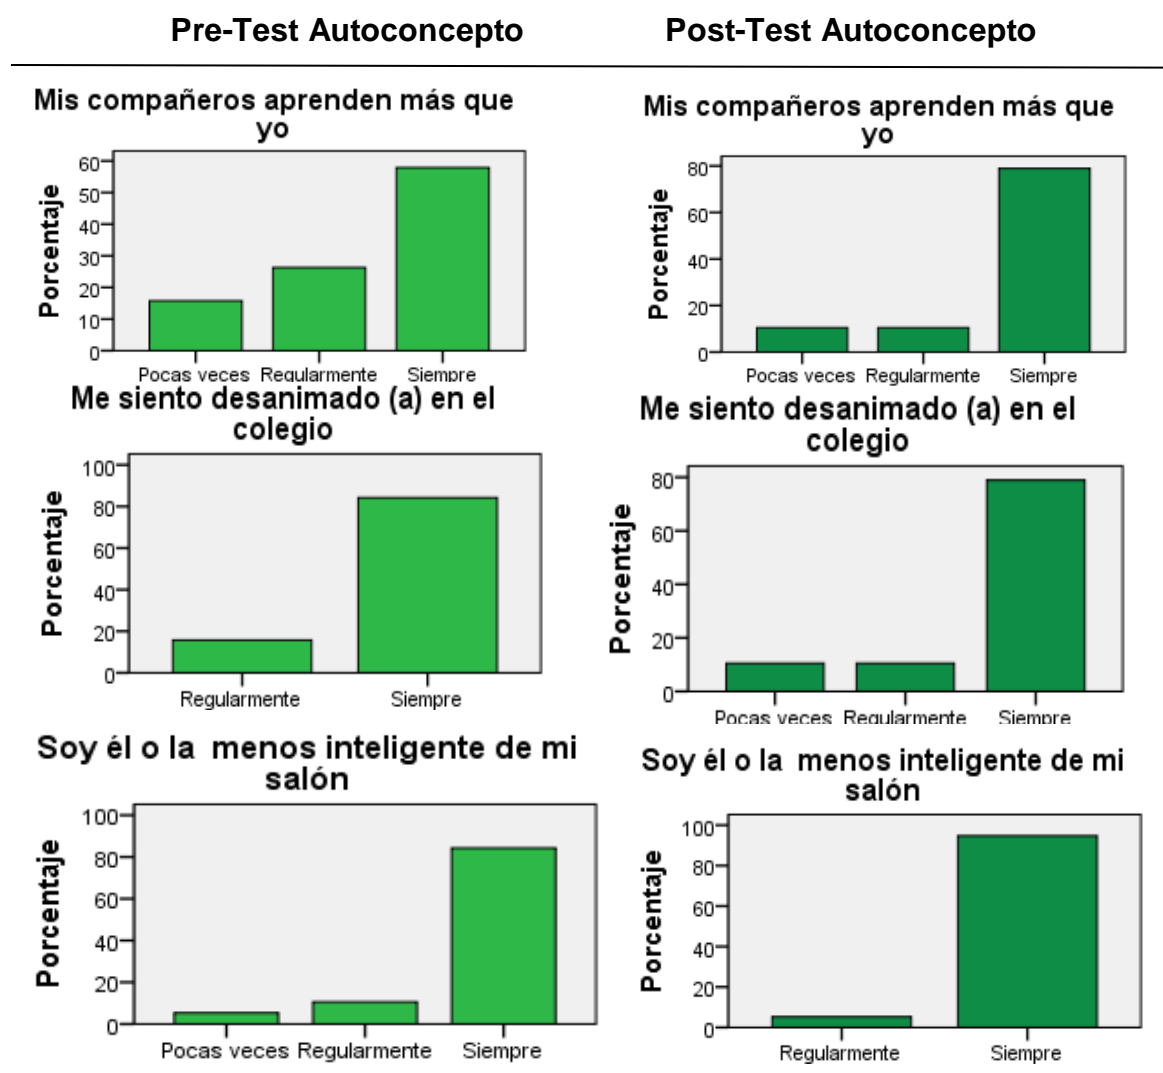 Pre-Test Autoconcepto
Post-Test Autoconcepto
Mis compañeros aprenden más que
yo
Porcentaje
60
50
40
30
20
10
0
Pocas veces Regularmente Siempre
Mis compañeros aprenden más que
yo
Porcentaje
80
60
40
20
0
Pocas veces Regularmente Siempre
Me siento desanimado (a) en el
colegio
Porcentaje
100
80
60
40
20
0
Regularmente Siempre
Me siento desanimado (a) en el
colegio
Porcentaje
80
60
40
20
0
Pocas veces Regularmente Siempre
Soy él o la menos inteligente de mi
salón
Porcentaje
100
80
60
40
20
0
Pocas veces Regularmente Siempre
Soy él o la menos inteligente de mi
salón
Porcentaje
100
80
60
40
20
0
Regularmente Siempre